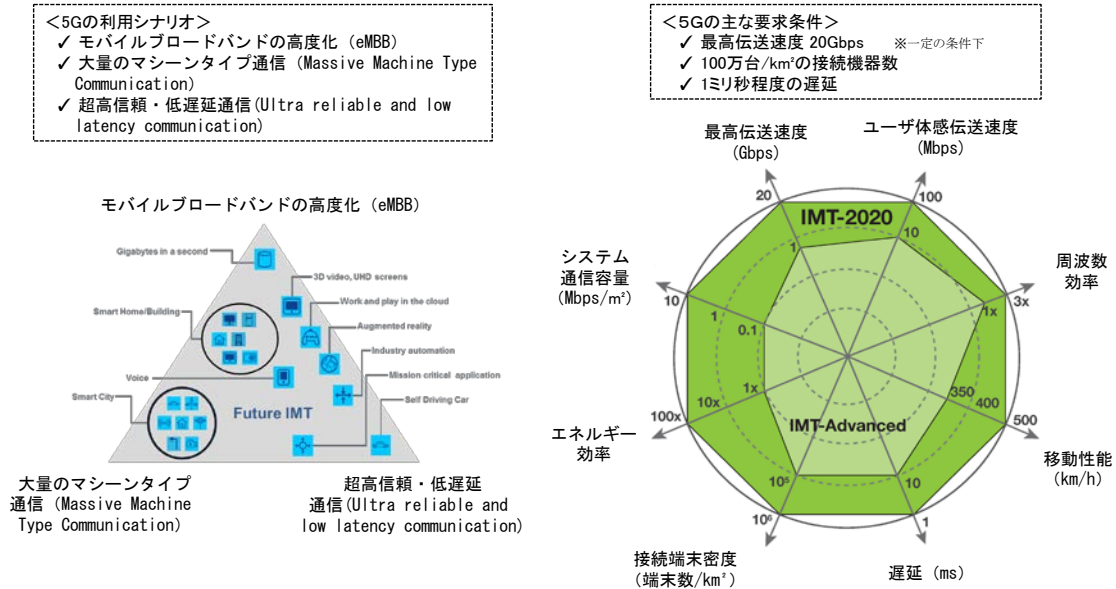 <5Gの利用シナリオ>
✓ モバイルブロードバンドの高度化（eMBB）
✓ 大量のマシーンタイプ通信（Massive Machine Type
Communication）
✓ 超高信頼・低遅延通信(Ultra reliable and low
latency communication)
<5Gの主な要求条件>
✓ 最高伝送速度 20Gbps ※一定の条件下
✓ 100万台/km²の接続機器数
✓ 1ミリ秒程度の遅延
モバイルブロードバンドの高度化（eMBB）
Gigabytes in a second
3D video, UHD screens
Smart Home/Building
Work and play in the cloud
Augmented reality
Industry automation
Voice
Mission critical application
Smart City
Self Driving Car
Future IMT
大量のマシーンタイプ
通信（Massive Machine
Type Communication）
超高信頼・低遅延
通信(Ultra reliable and
low latency communication)
最高伝送速度
(Gbps)
ユーザ体感伝送速度
(Mbps)
20
100
IMT-2020
1
10
システム
通信容量
(Mbps/㎡)
周波数
効率
10
1
0.1
1x
3x
1x
10x
100x
350
400
500
エネルギー
効率
IMT-Advanced
移動性能
(km/h)
10⁵
10
10⁶
1
接続端末密度
(端末数/km²)
遅延（ms）